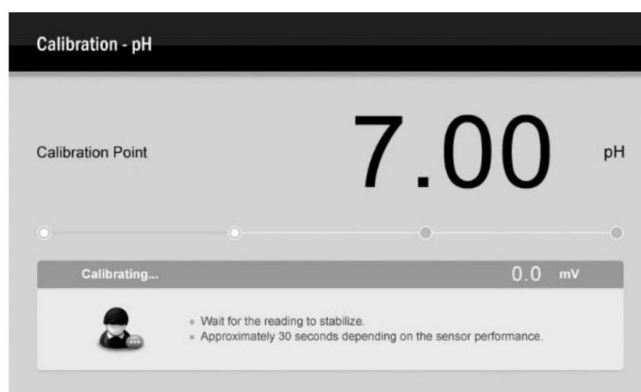 Calibration - pH
Calibration Point 7.00 pH
Calibrating... 0.0 mV
Wait for the reading to stabilize.
Approximately 30 seconds depending on the sensor performance.